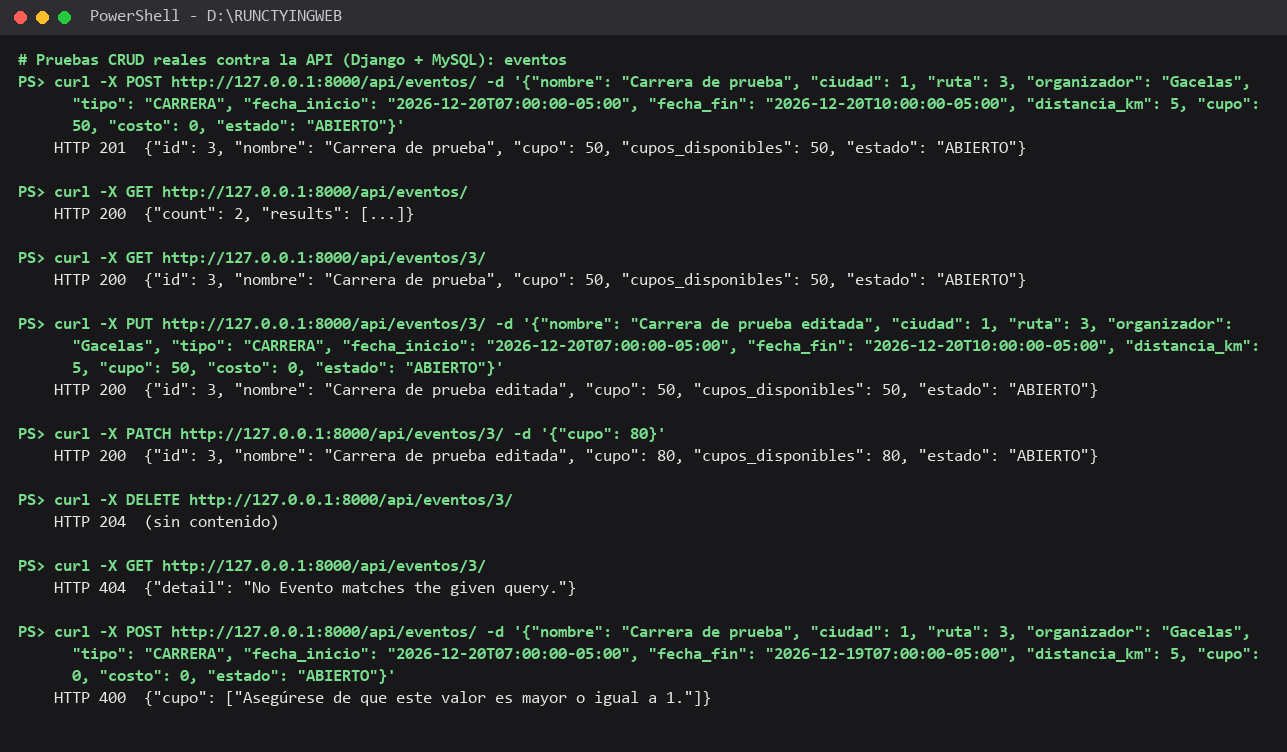 PowerShell - D:\RUNCTYINGWEB
# Pruebas CRUD reales contra la API (Django + MySQL): eventos
PS> curl -X POST http://127.0.0.1:8000/api/eventos/ -d '{"nombre": "Carrera de prueba", "ciudad": 1, "ruta": 3, "organizador": "Gacelas",
"tipo": "CARRERA", "fecha_inicio": "2026-12-20T07:00:00-05:00", "fecha_fin": "2026-12-20T10:00:00-05:00", "distancia_km": 5, "cupo":
50, "costo": 0, "estado": "ABIERTO"}'
HTTP 201 {"id": 3, "nombre": "Carrera de prueba", "cupo": 50, "cupos_disponibles": 50, "estado": "ABIERTO"}
PS> curl -X GET http://127.0.0.1:8000/api/eventos/
HTTP 200 {"count": 2, "results": [...]}
PS> curl -X GET http://127.0.0.1:8000/api/eventos/3/
HTTP 200 {"id": 3, "nombre": "Carrera de prueba", "cupo": 50, "cupos_disponibles": 50, "estado": "ABIERTO"}
PS> curl -X PUT http://127.0.0.1:8000/api/eventos/3/ -d '{"nombre": "Carrera de prueba editada", "ciudad": 1, "ruta": 3, "organizador":
"Gacelas", "tipo": "CARRERA", "fecha_inicio": "2026-12-20T07:00:00-05:00", "fecha_fin": "2026-12-20T10:00:00-05:00", "distancia_km":
5, "cupo": 50, "costo": 0, "estado": "ABIERTO"}'
HTTP 200 {"id": 3, "nombre": "Carrera de prueba editada", "cupo": 50, "cupos_disponibles": 50, "estado": "ABIERTO"}
PS> curl -X PATCH http://127.0.0.1:8000/api/eventos/3/ -d '{"cupo": 80}'
HTTP 200 {"id": 3, "nombre": "Carrera de prueba editada", "cupo": 80, "cupos_disponibles": 80, "estado": "ABIERTO"}
PS> curl -X DELETE http://127.0.0.1:8000/api/eventos/3/
HTTP 204 (sin contenido)
PS> curl -X GET http://127.0.0.1:8000/api/eventos/3/
HTTP 404 {"detail": "No Evento matches the given query."}
PS> curl -X POST http://127.0.0.1:8000/api/eventos/ -d '{"nombre": "Carrera de prueba", "ciudad": 1, "ruta": 3, "organizador": "Gacelas",
"tipo": "CARRERA", "fecha_inicio": "2026-12-20T07:00:00-05:00", "fecha_fin": "2026-12-19T07:00:00-05:00", "distancia_km": 5, "cupo":
0, "costo": 0, "estado": "ABIERTO"}'
HTTP 400 {"cupo": ["Asegúrese de que este valor es mayor o igual a 1."]}